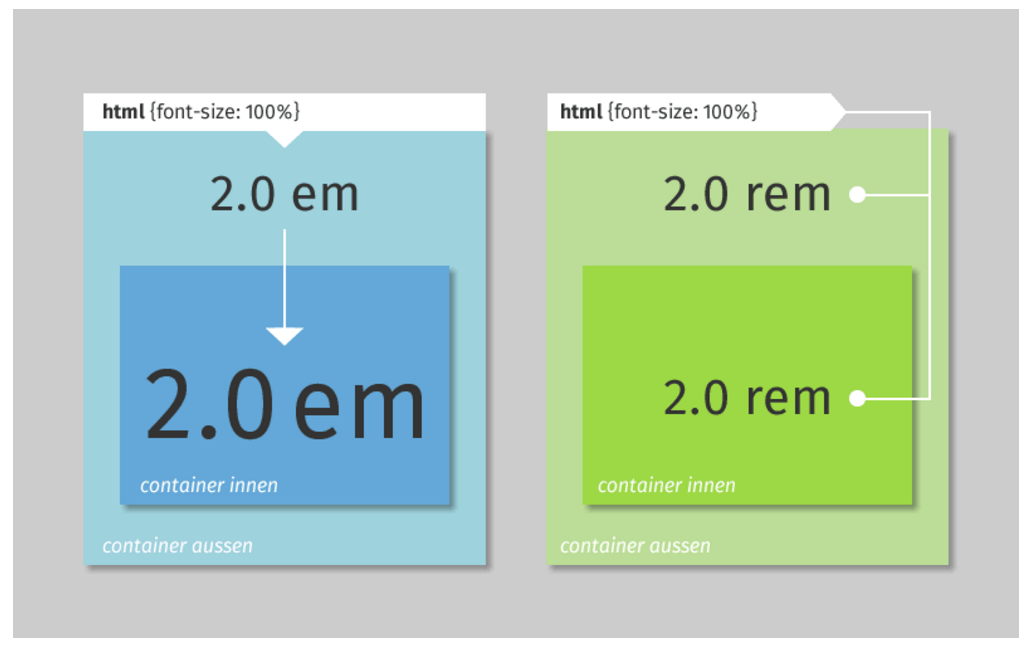 html {font-size: 100%}
2.0 em
2.0 em
container innen
container aussen
html {font-size: 100%}
2.0 rem
2.0 rem
container innen
container aussen